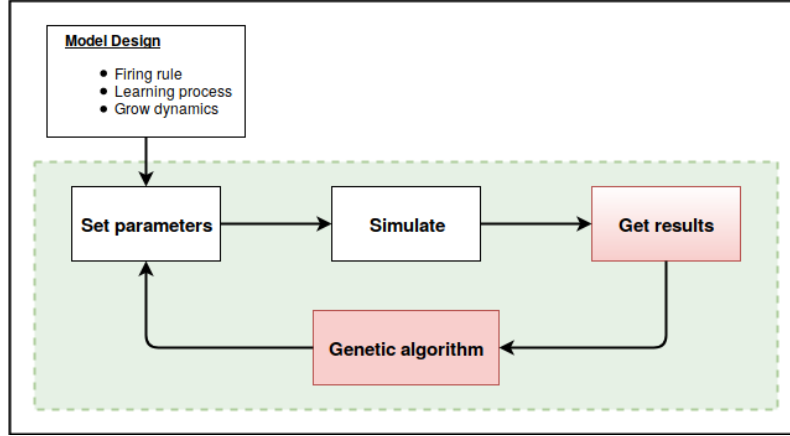 Model Design
● Firing rule
● Learning process
● Grow dynamics
Set parameters
Simulate
Get results
Genetic algorithm